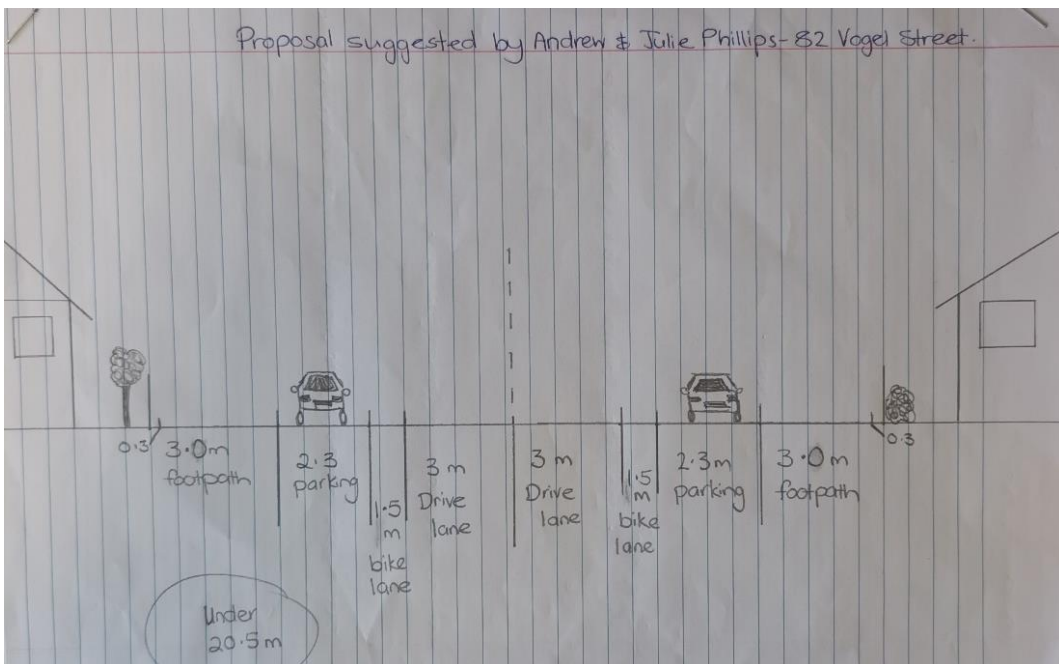 Proposal suggested by Andrew & Julie Phillips - 82 Vogel Street.
0.3
3.0m
footpath
2.3
parking
1.5
m
bike
lane
3 m
Drive
lane
3 m
Drive
lane
1.5
m
bike
lane
2.3m
parking
3.0m
footpath
0.3
Under
20.5m